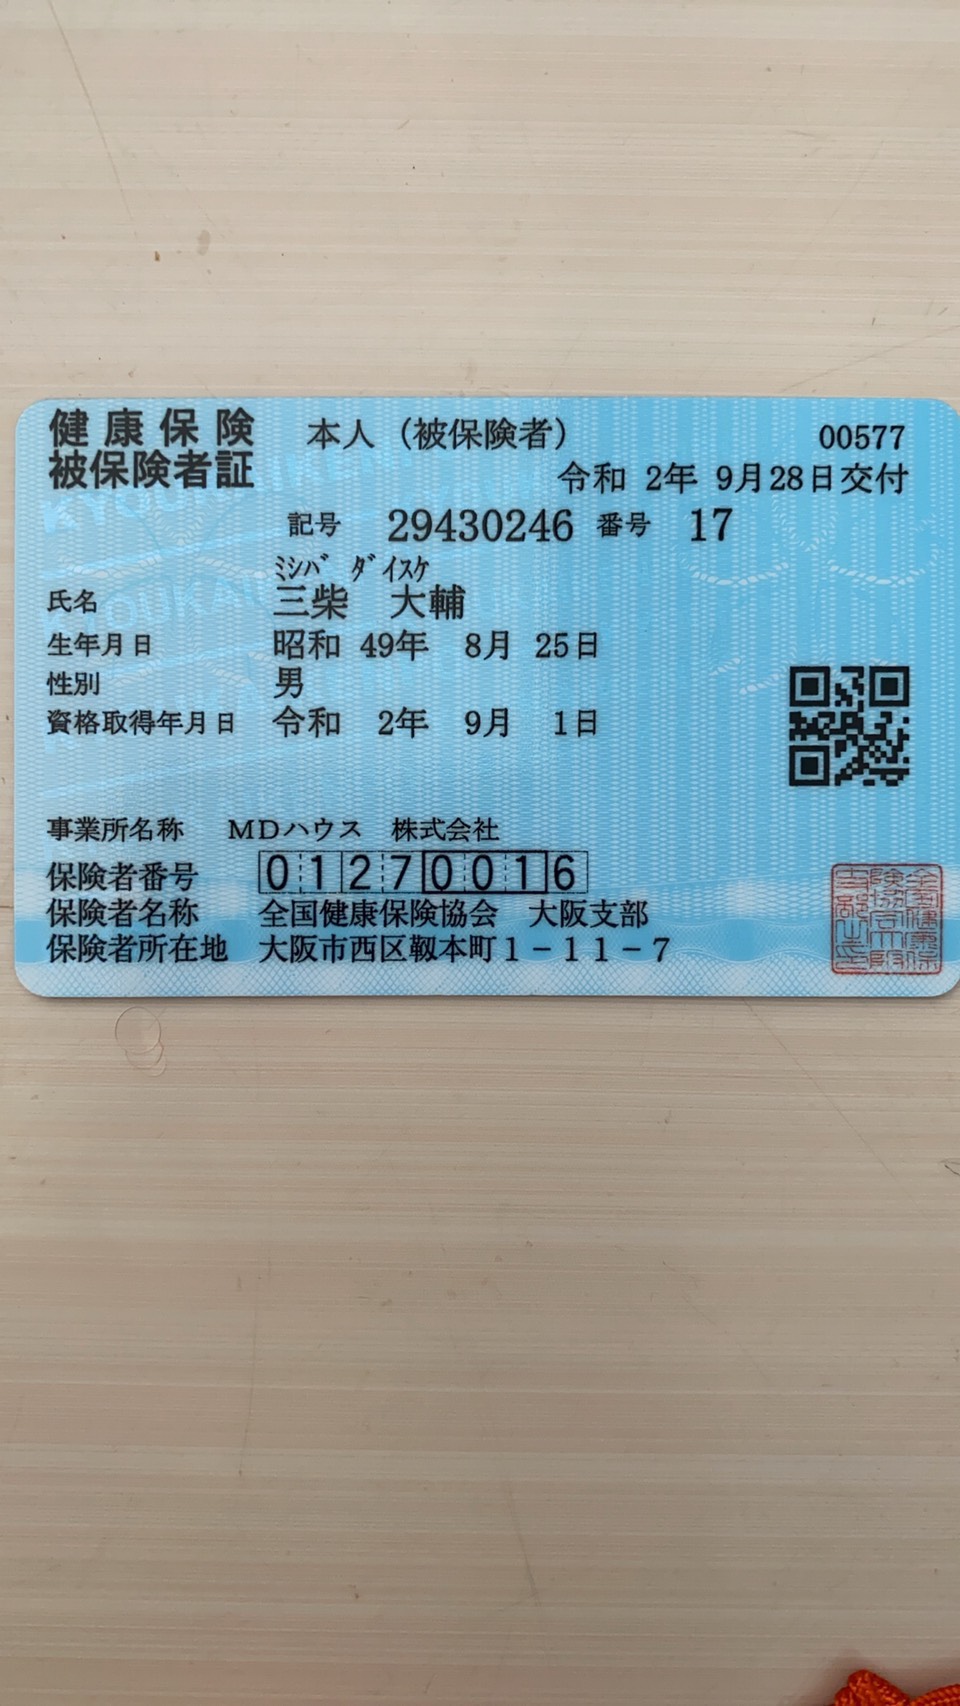 健康保険 本人（被保険者） 00577
被保険者証 令和 2年 9月28日交付
記号 29430246 番号 17
ﾐｼﾊﾞ ﾀﾞｲｽｹ
氏名 三柴 大輔
生年月日 昭和 49年 8月 25日
性別 男
資格取得年月日 令和 2年 9月 1日
事業所名称 MDハウス 株式会社
保険者番号 01270016
保険者名称 全国健康保険協会 大阪支部
保険者所在地 大阪市西区靱本町1－11－7